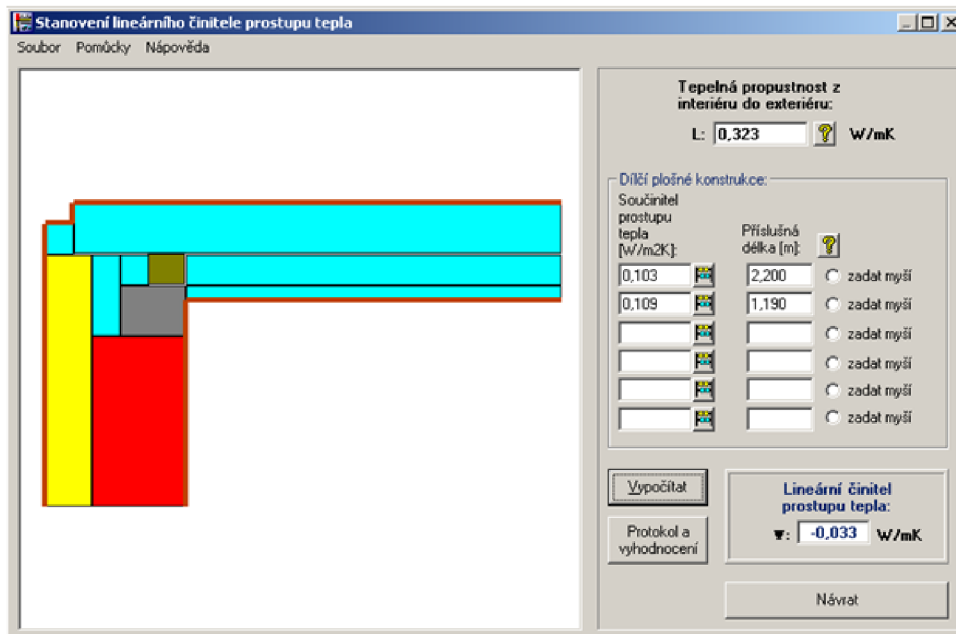 Stanovení lineárního činitele prostupu tepla
Soubor Pomůcky Nápověda
Tepelná propustnost z
interiéru do exteriéru:
L: 0,323 W/mK
Dílčí plošné konstrukce:
Součinitel
prostupu
tepla
[W/m2K]:
Příslušná
délka [m]:
0,103 2,200 zadat myší
0,109 1,190 zadat myší
zadat myší
zadat myší
zadat myší
zadat myší
Vypočítat
Protokol a
vyhodnocení
Lineární činitel
prostupu tepla:
Ψ: -0,033 W/mK
Návrat